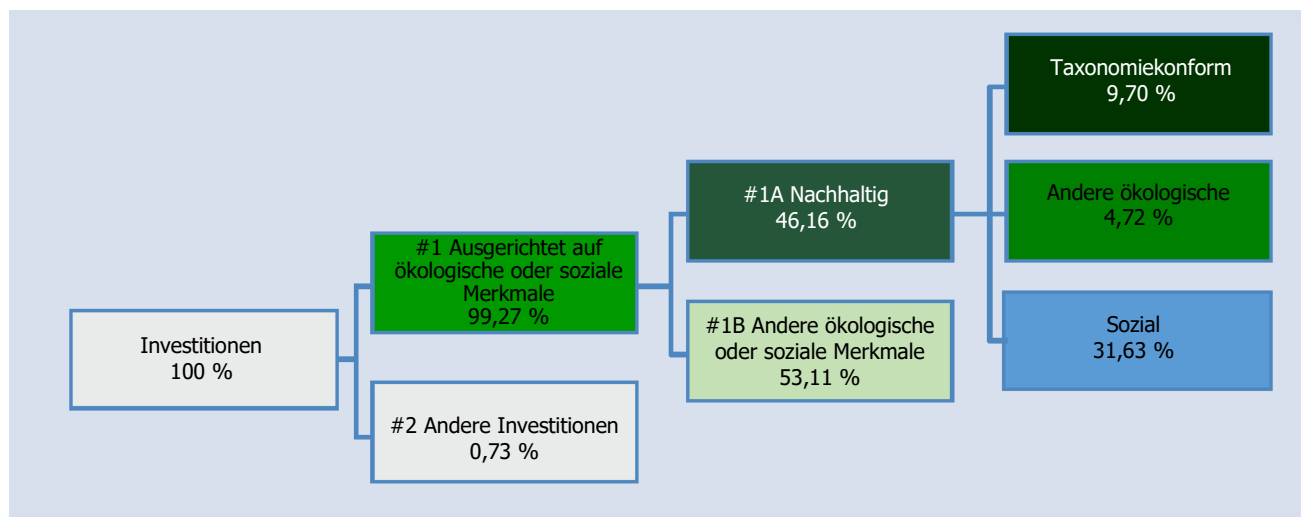 Investitionen
100 %
#1 Ausgerichtet auf
ökologische oder soziale
Merkmale
99,27 %
#2 Andere Investitionen
0,73 %
#1A Nachhaltig
46,16 %
#1B Andere ökologische
oder soziale Merkmale
53,11 %
Taxonomiekonform
9,70 %
Andere ökologische
4,72 %
Sozial
31,63 %